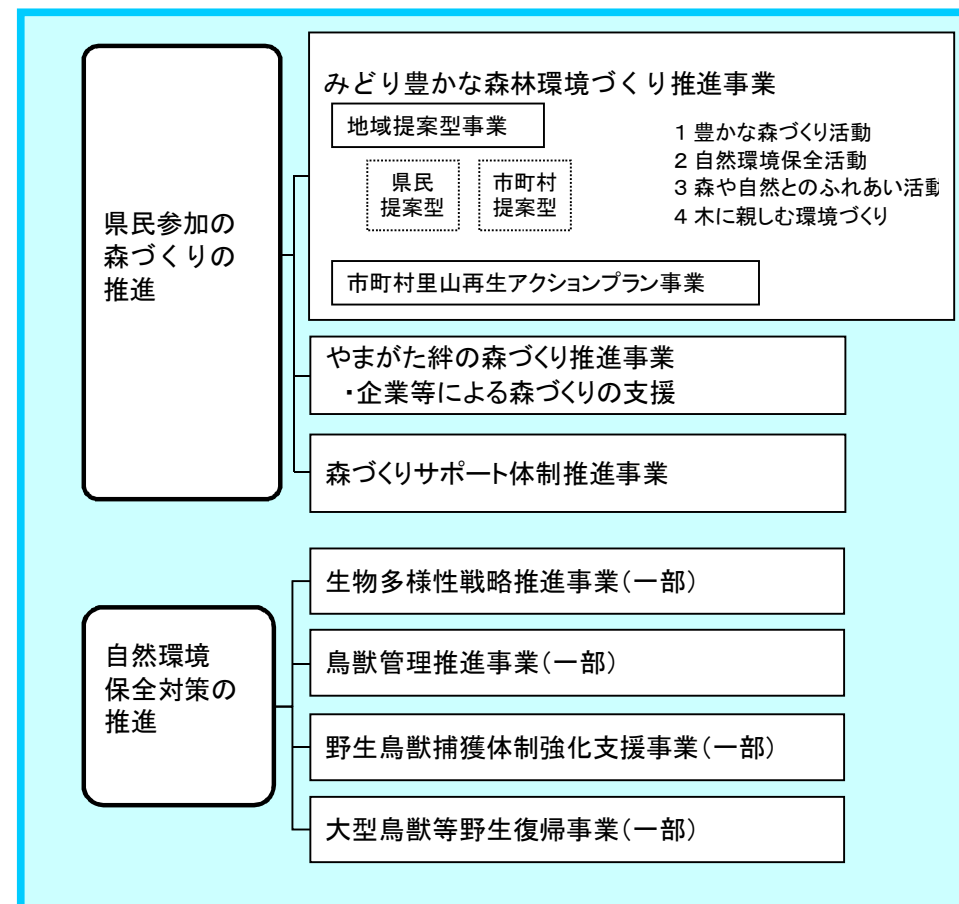 県民参加の
森づくりの
推進
みどり豊かな森林環境づくり推進事業
地域提案型事業
県民
提案型
市町村
提案型
1 豊かな森づくり活動
2 自然環境保全活動
3 森や自然とのふれあい活動
4 木に親しむ環境づくり
市町村里山再生アクションプラン事業
やまがた絆の森づくり推進事業
・企業等による森づくりの支援
森づくりサポート体制推進事業
自然環境
保全対策の
推進
生物多様性戦略推進事業(一部)
鳥獣管理推進事業(一部)
野生鳥獣捕獲体制強化支援事業(一部)
大型鳥獣等野生復帰事業(一部)